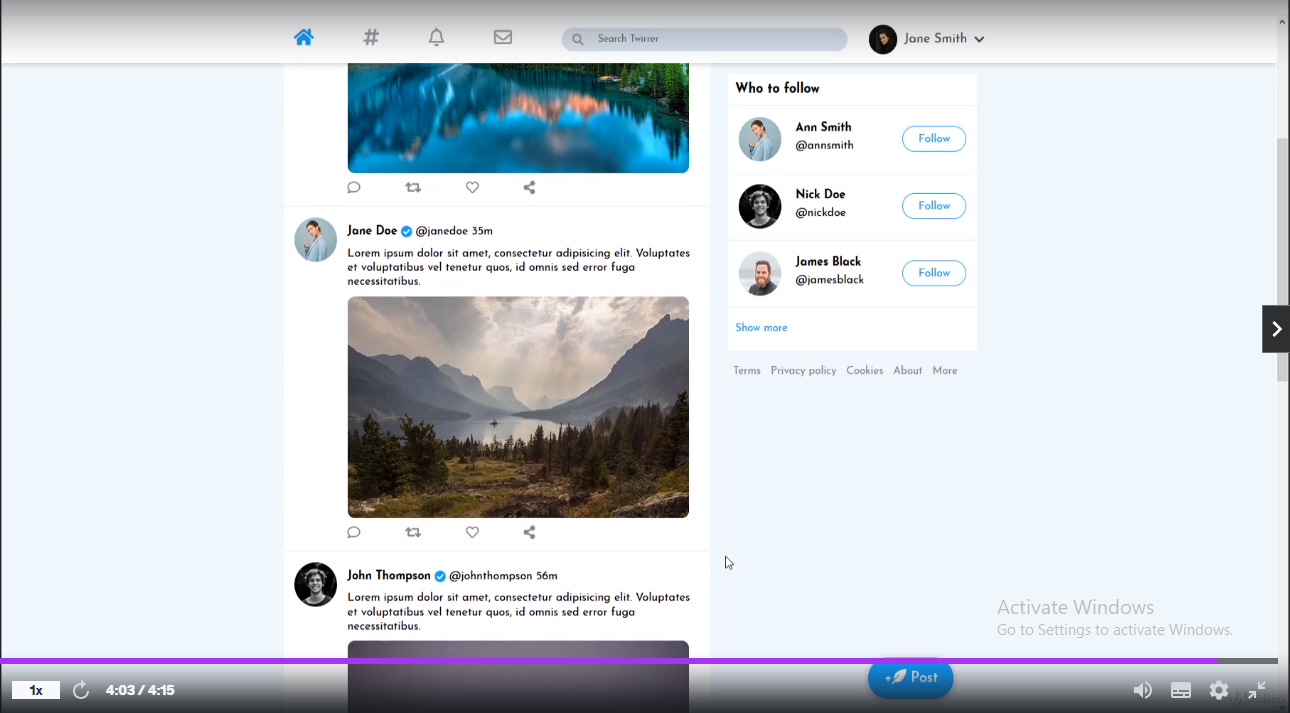 Search Twirrer
Jane Smith
Who to follow
Ann Smith
@annsmith
Follow
Nick Doe
@nickdoe
Follow
James Black
@jamesblack
Follow
Show more
Terms Privacy policy Cookies About More
Jane Doe @janedoe 35m
Lorem ipsum dolor sit amet, consectetur adipisicing elit. Voluptates
et voluptatibus vel tenetur quos, id omnis sed error fuga
necessitatibus.
John Thompson @johnthompson 56m
Lorem ipsum dolor sit amet, consectetur adipisicing elit. Voluptates
et voluptatibus vel tenetur quos, id omnis sed error fuga
necessitatibus.
Activate Windows
Go to Settings to activate Windows.
+ Post
1x
4:03 / 4:15